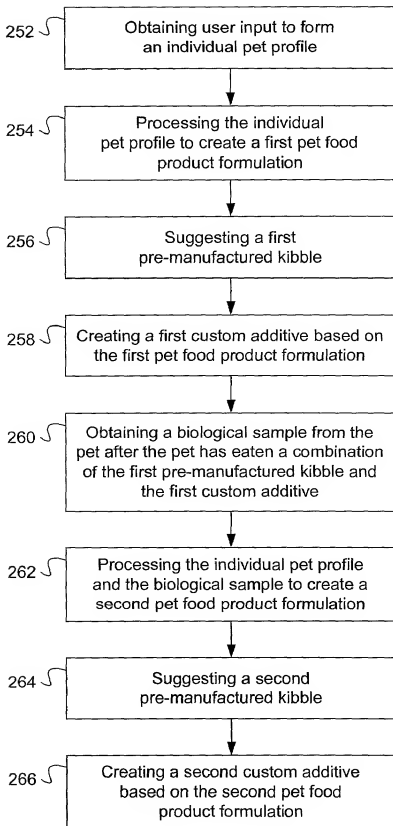 252
Obtaining user input to form
an individual pet profile
254
Processing the individual
pet profile to create a first pet food
product formulation
256
Suggesting a first
pre-manufactured kibble
258
Creating a first custom additive based on
the first pet food product formulation
260
Obtaining a biological sample from the
pet after the pet has eaten a combination
of the first pre-manufactured kibble and
the first custom additive
262
Processing the individual pet profile
and the biological sample to create a
second pet food product formulation
264
Suggesting a second
pre-manufactured kibble
266
Creating a second custom additive
based on the second pet food
product formulation